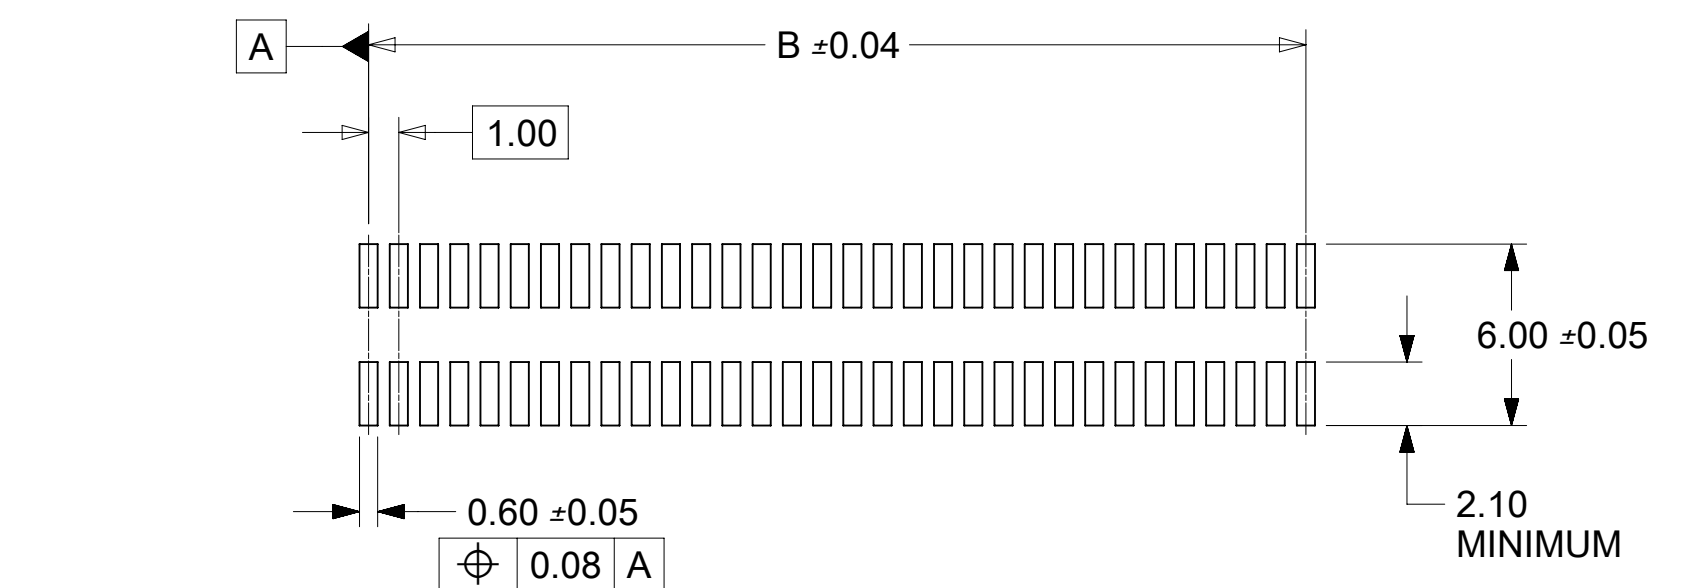 A
B ±0.04
1.00
6.00 ±0.05
0.60 ±0.05
2.10
MINIMUM
⌖ 0.08 A